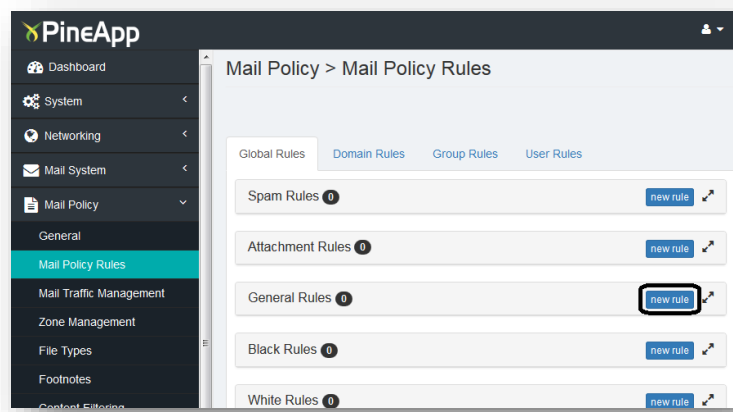 PineApp
Dashboard
System
Networking
Mail System
Mail Policy
General
Mail Policy Rules
Mail Traffic Management
Zone Management
File Types
Footnotes
Content Filtering
Mail Policy > Mail Policy Rules
Global Rules Domain Rules Group Rules User Rules
Spam Rules 0 new rule
Attachment Rules 0 new rule
General Rules 0 new rule
Black Rules 0 new rule
White Rules 0 new rule